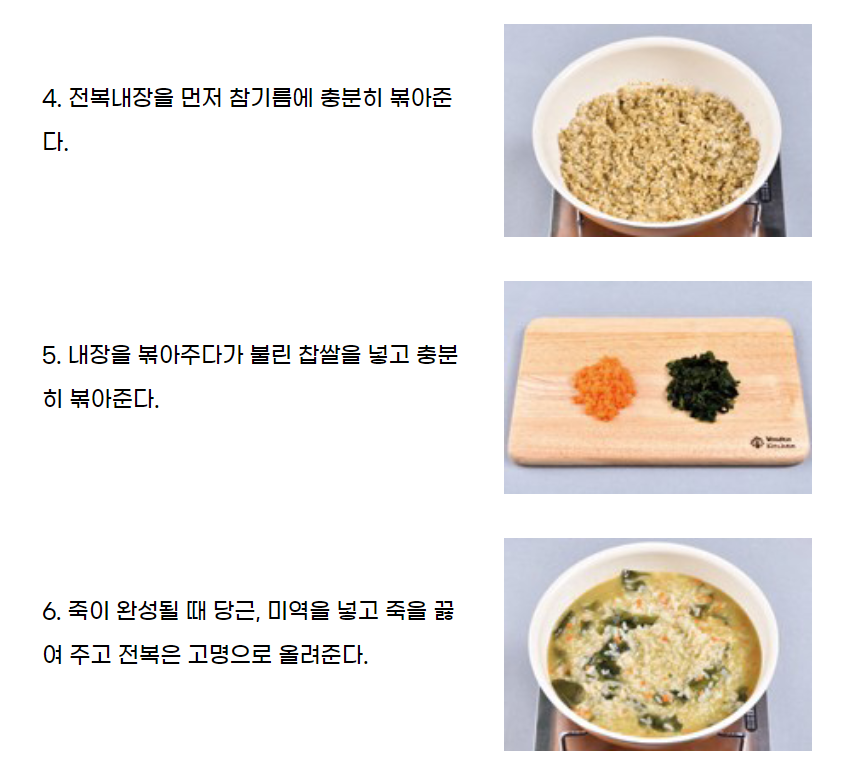 4. 전복내장을 먼저 참기름에 충분히 볶아준
다.
5. 내장을 볶아주다가 불린 찹쌀을 넣고 충분
히 볶아준다.
6. 죽이 완성될 때 당근, 미역을 넣고 죽을 끓
여 주고 전복은 고명으로 올려준다.